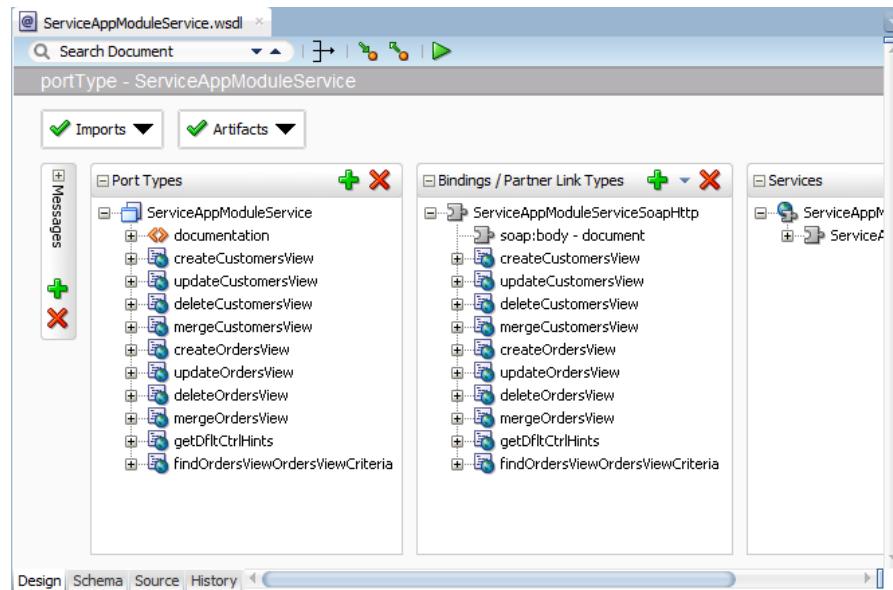 ServiceAppModuleService.wsdl
Search Document
portType - ServiceAppModuleService
Imports
Artifacts
Messages
Port Types
ServiceAppModuleService
documentation
createCustomersView
updateCustomersView
deleteCustomersView
mergeCustomersView
createOrdersView
updateOrdersView
deleteOrdersView
mergeOrdersView
getDfltCtrlHints
findOrdersViewOrdersViewCriteria
Bindings / Partner Link Types
ServiceAppModuleServiceSoapHttp
soap:body - document
createCustomersView
updateCustomersView
deleteCustomersView
mergeCustomersView
createOrdersView
updateOrdersView
deleteOrdersView
mergeOrdersView
getDfltCtrlHints
findOrdersViewOrdersViewCriteria
Services
ServiceAppM
ServiceA
Design Schema Source History